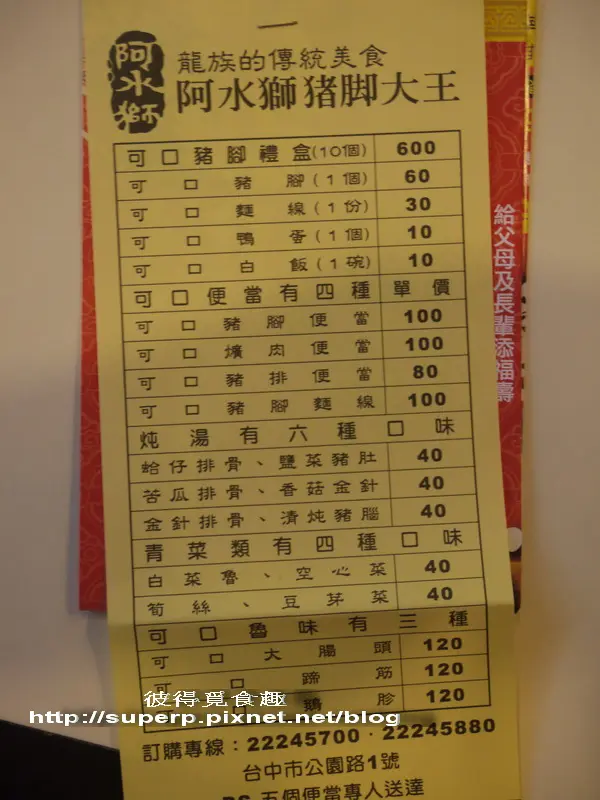 阿水獅
龍族的傳統美食
阿水獅猪脚大王
可口豬腳禮盒(10個) 600
可口豬腳(1個) 60
可口麵線(1份) 30
可口鴨蛋(1個) 10
可口白飯(1碗) 10
可口便當有四種 單價
可口豬腳便當 100
可口爌肉便當 100
可口豬排便當 80
可口豬腳麵線 100
炖湯有六種口味
蛤仔排骨、鹽菜豬肚 40
苦瓜排骨、香菇金針 40
金針排骨、清炖豬腦 40
青菜類有四種口味
白菜魯、空心菜 40
筍絲、豆芽菜 40
可口魯味有三種
可口大腸頭 120
可口蹄筋 120
口鵝胗 120
彼得覓食趣
http://superp.pixnet.net/blog
訂購專線：22245700·22245880
台中市公園路1號
PS 五個便當專人送達
給父母及長輩添福壽